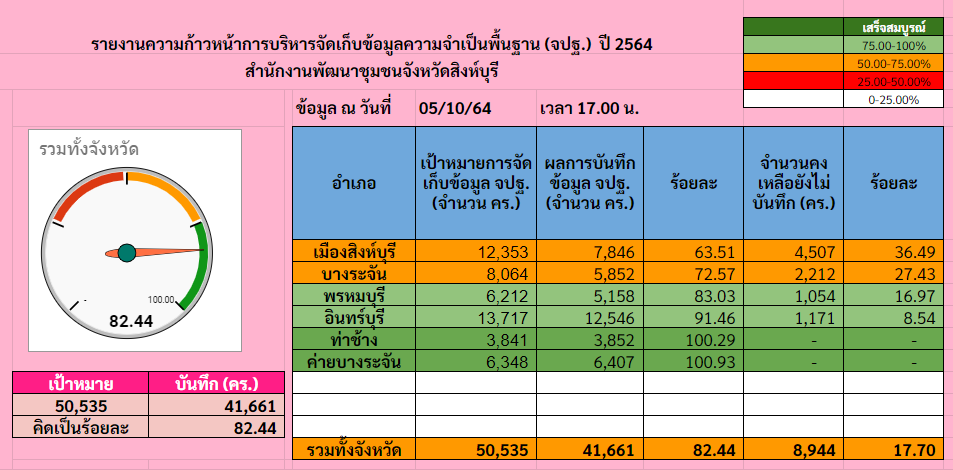 รายงานความก้าวหน้าการบริหารจัดเก็บข้อมูลความจำเป็นพื้นฐาน (จปฐ.) ปี 2564
สำนักงานพัฒนาชุมชนจังหวัดสิงห์บุรี
เสร็จสมบูรณ์
75.00-100%
50.00-75.00%
25.00-50.00%
0-25.00%
ข้อมูล ณ วันที่ 05/10/64 เวลา 17.00 น.
รวมทั้งจังหวัด
-
100.00
82.44
เป้าหมาย บันทึก (คร.)
50,535 41,661
คิดเป็นร้อยละ 82.44
อำเภอ
เป้าหมายการจัด
เก็บข้อมูล จปฐ.
(จำนวน คร.)
ผลการบันทึก
ข้อมูล จปฐ.
(จำนวน คร.)
ร้อยละ
จำนวนคง
เหลือยังไม่
บันทึก (คร.)
ร้อยละ
เมืองสิงห์บุรี 12,353 7,846 63.51 4,507 36.49
บางระจัน 8,064 5,852 72.57 2,212 27.43
พรหมบุรี 6,212 5,158 83.03 1,054 16.97
อินทร์บุรี 13,717 12,546 91.46 1,171 8.54
ท่าช้าง 3,841 3,852 100.29 - -
ค่ายบางระจัน 6,348 6,407 100.93 - -
รวมทั้งจังหวัด 50,535 41,661 82.44 8,944 17.70